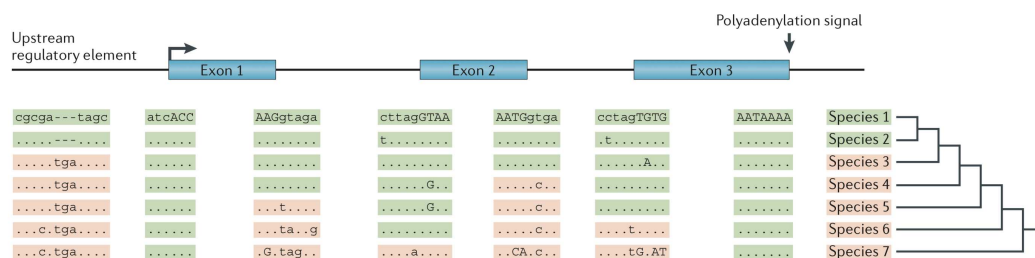 Polyadenylation signal
Upstream
regulatory element
Exon 1 Exon 2 Exon 3
cgcga---tagc atcACC AAGgtaga cttagGTAA AATGgtga cctagTGTG AATAAAA Species 1
.....---.... ...... ........ t........ ........ .t....... ....... Species 2
.....tga.... ...... ........ ......... ........ ......A.. ....... Species 3
.....tga.... ...... ........ ......G.. .....c.. ......... ....... Species 4
.....tga.... ...... ...t.... ......G.. .....c.. ......... ....... Species 5
...c.tga.... ...... ...ta..g ......... .....c.. ....t.... ....... Species 6
...c.tga.... ...... .G.tag.. ....a.... ..CA.c.. ....tG.AT ....... Species 7